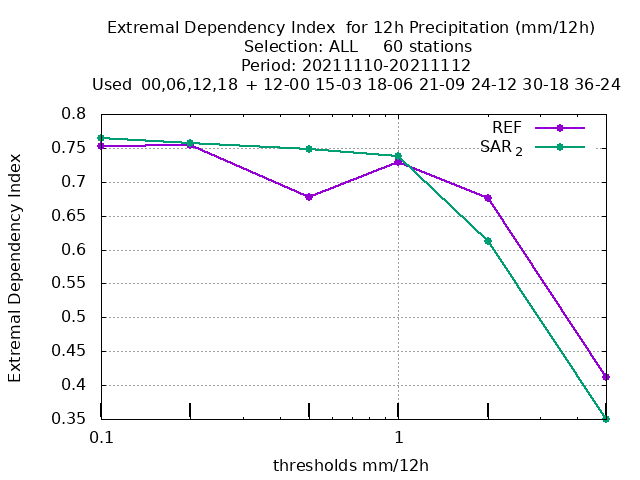 Extremal Dependency Index  for 12h Precipitation (mm/12h)
Selection: ALL     60 stations
Period: 20211110-20211112
Used  00,06,12,18  + 12-00 15-03 18-06 21-09 24-12 30-18 36-24
REF
SAR 2
0.8
0.75
0.7
0.65
0.6
0.55
0.5
0.45
0.4
0.35
Extremal Dependency Index
0.1
1
thresholds mm/12h